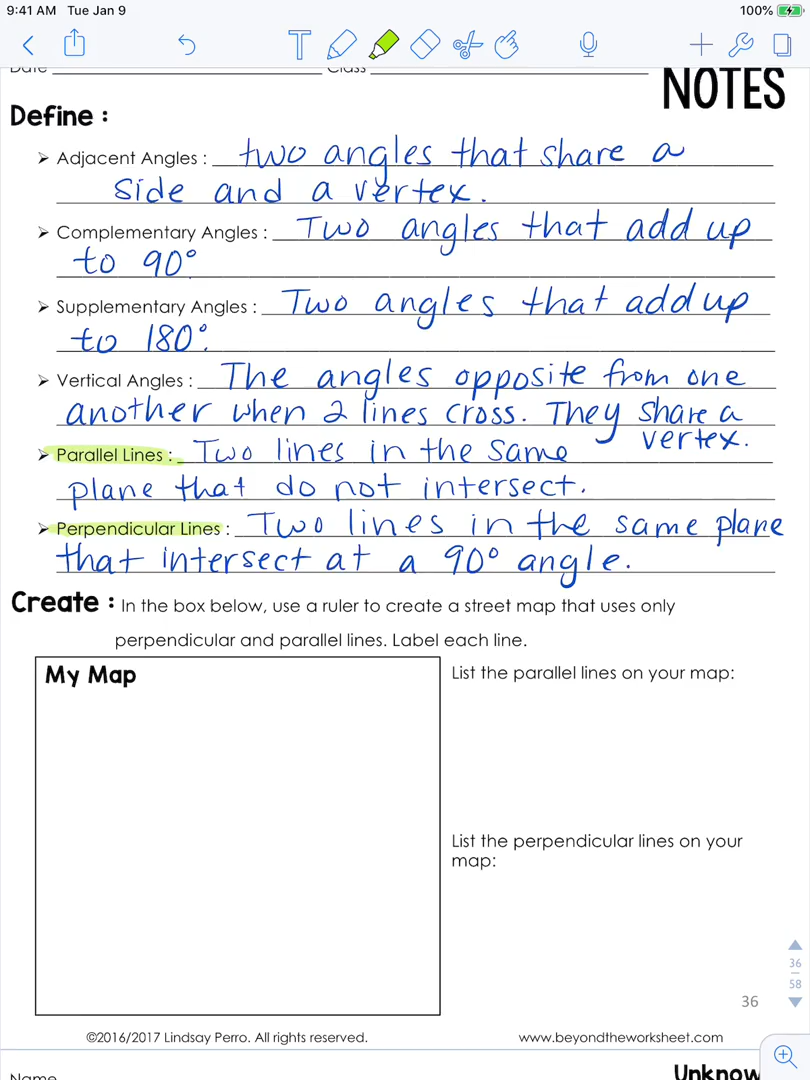 9:41 AM Tue Jan 9 100%
T
Date Class
NOTES
Define :
➤ Adjacent Angles : two angles that share a
side and a vertex.
➤ Complementary Angles : Two angles that add up
to 90°
➤ Supplementary Angles : Two angles that add up
to 180°.
➤ Vertical Angles : The angles opposite from one
another when 2 lines cross. They share a
vertex.
➤ Parallel Lines : Two lines in the same
plane that do not intersect.
➤ Perpendicular Lines : Two lines in the same plane
that intersect at a 90° angle.
Create : In the box below, use a ruler to create a street map that uses only
perpendicular and parallel lines. Label each line.
My Map
List the parallel lines on your map:
List the perpendicular lines on your
map:
36
58
36
©2016/2017 Lindsay Perro. All rights reserved. www.beyondtheworksheet.com
Name Unknow